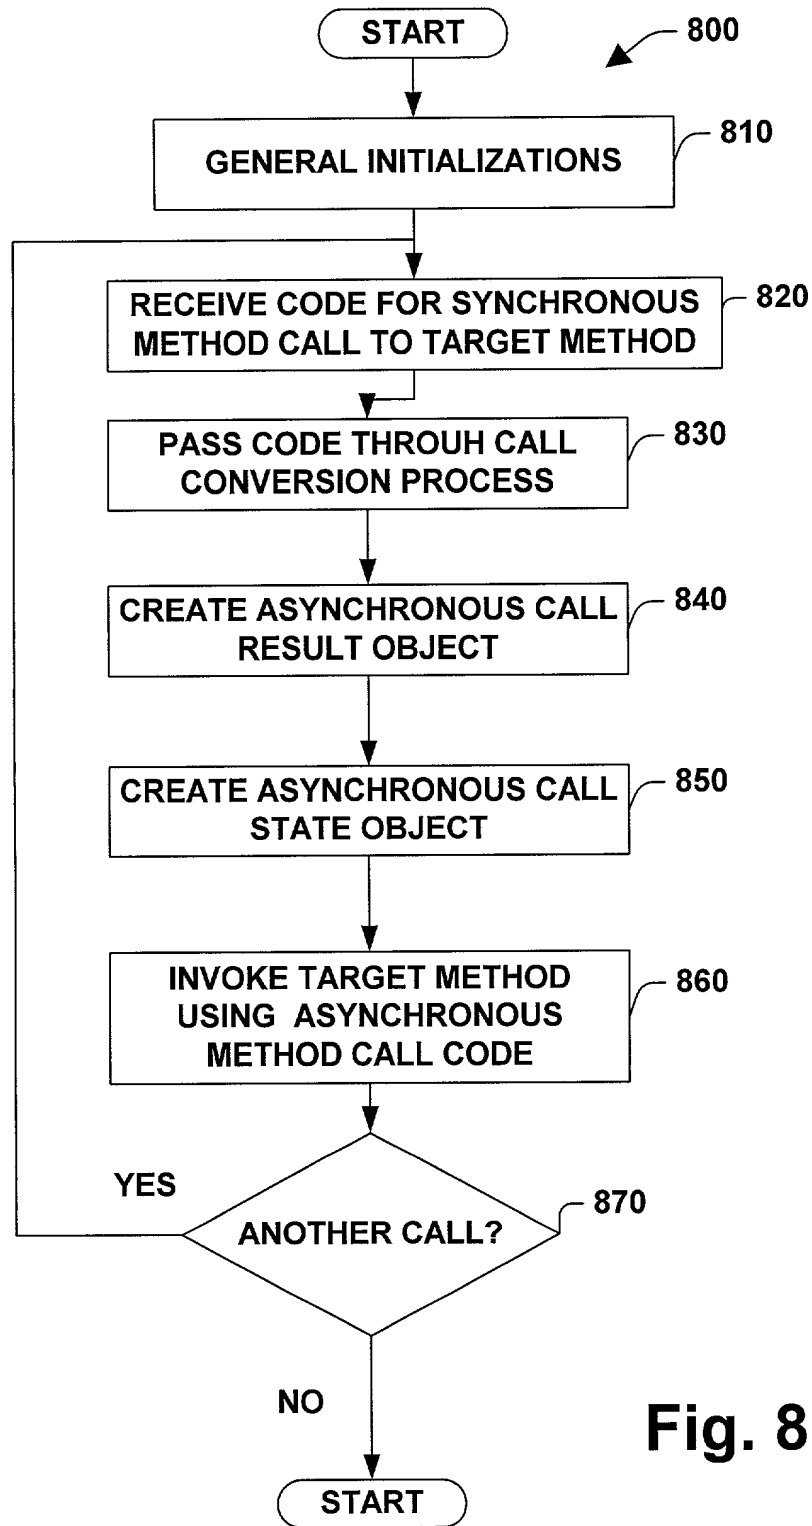 START
800
GENERAL INITIALIZATIONS
810
RECEIVE CODE FOR SYNCHRONOUS
METHOD CALL TO TARGET METHOD
820
PASS CODE THROUH CALL
CONVERSION PROCESS
830
CREATE ASYNCHRONOUS CALL
RESULT OBJECT
840
CREATE ASYNCHRONOUS CALL
STATE OBJECT
850
INVOKE TARGET METHOD
USING ASYNCHRONOUS
METHOD CALL CODE
860
YES
ANOTHER CALL?
870
NO
START
Fig. 8